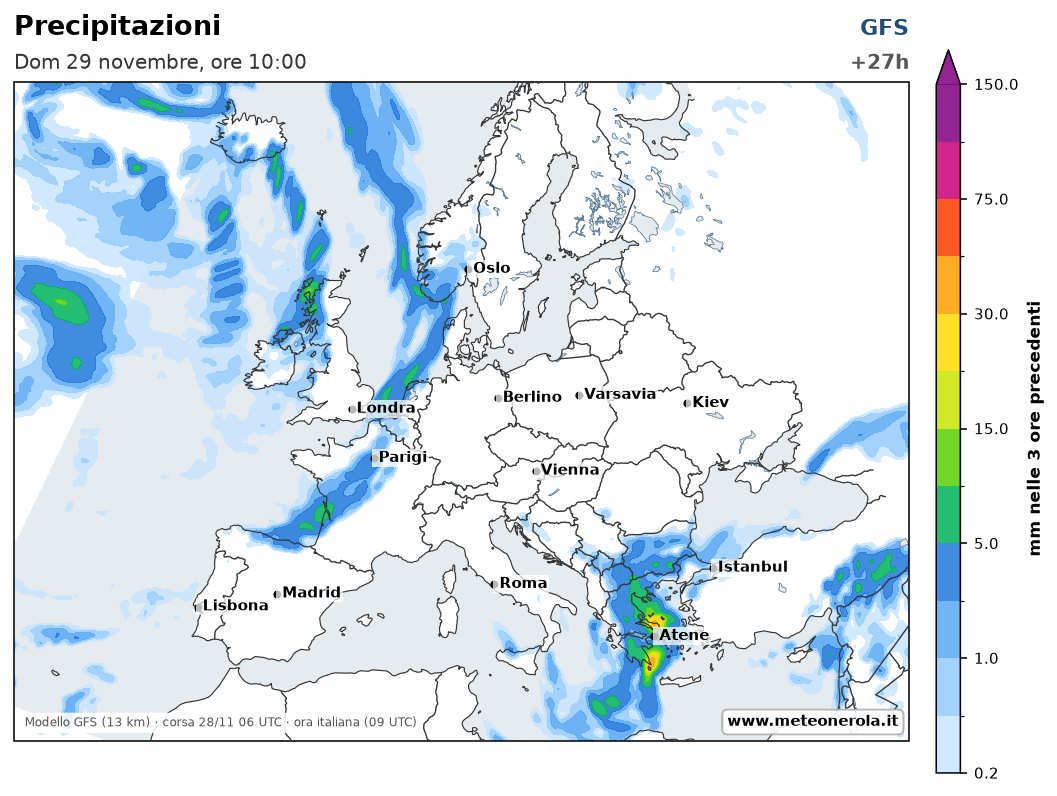 Precipitazioni
GFS
Dom 29 novembre, ore 10:00
+27h
150.0
75.0
30.0
15.0
5.0
1.0
0.2
mm nelle 3 ore precedenti
Oslo
Berlino
Varsavia
Kiev
Londra
Parigi
Vienna
Istanbul
Roma
Madrid
Lisbona
Atene
Modello GFS (13 km) · corsa 28/11 06 UTC · ora italiana (09 UTC)
www.meteonerola.it